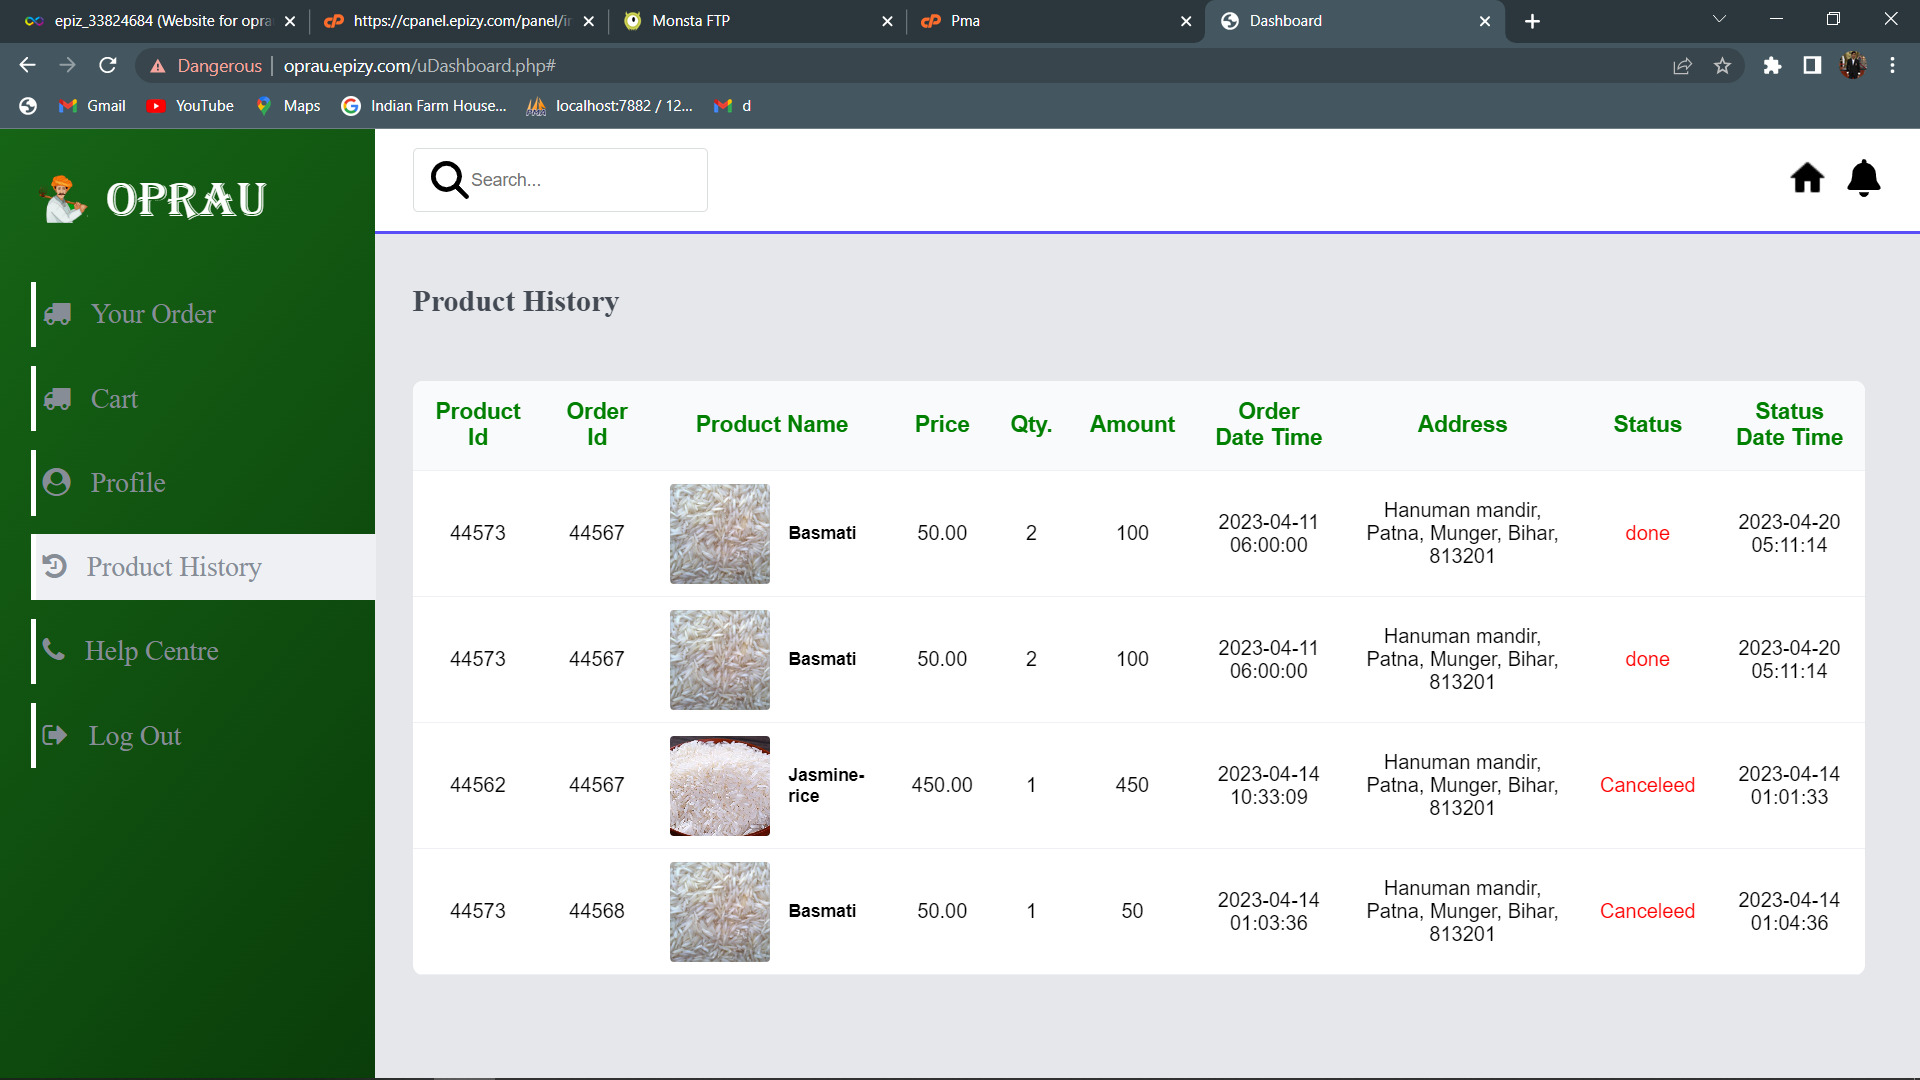 epiz_33824684 (Website for opra
https://cpanel.epizy.com/panel/in
Monsta FTP
Pma
Dashboard
Dangerous
oprau.epizy.com/uDashboard.php#
Gmail
YouTube
Maps
Indian Farm House...
localhost:7882 / 12...
d
OPRAU
Search...
Your Order
Cart
Profile
Product History
Help Centre
Log Out
Product History
Product Id
Order Id
Product Name
Price
Qty.
Amount
Order Date Time
Address
Status
Status Date Time
44573
44567
Basmati
50.00
2
100
2023-04-11
06:00:00
Hanuman mandir,
Patna, Munger, Bihar,
813201
done
2023-04-20
05:11:14
44573
44567
Basmati
50.00
2
100
2023-04-11
06:00:00
Hanuman mandir,
Patna, Munger, Bihar,
813201
done
2023-04-20
05:11:14
44562
44567
Jasmine-
rice
450.00
1
450
2023-04-14
10:33:09
Hanuman mandir,
Patna, Munger, Bihar,
813201
Canceleed
2023-04-14
01:01:33
44573
44568
Basmati
50.00
1
50
2023-04-14
01:03:36
Hanuman mandir,
Patna, Munger, Bihar,
813201
Canceleed
2023-04-14
01:04:36